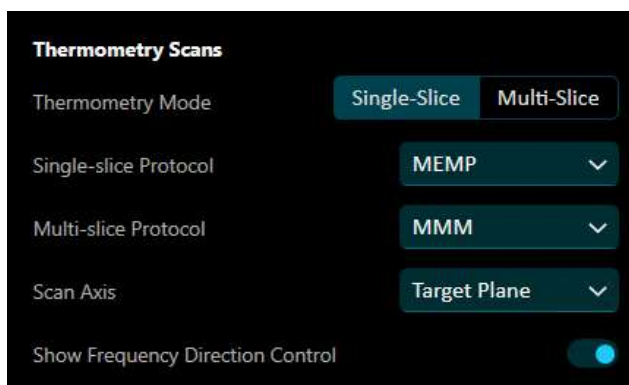 Thermometry Scans
Thermometry Mode Single-Slice Multi-Slice
Single-slice Protocol MEMP
Multi-slice Protocol MMM
Scan Axis Target Plane
Show Frequency Direction Control